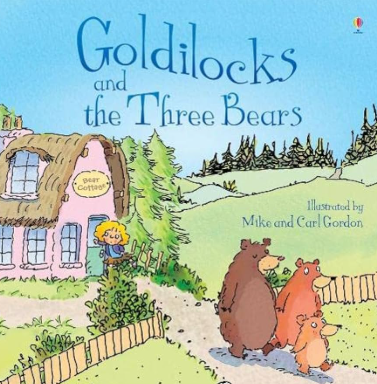 Goldilocks
and
the Three Bears
Illustrated by
Mike and Carl Gordon
Bear
Cottage